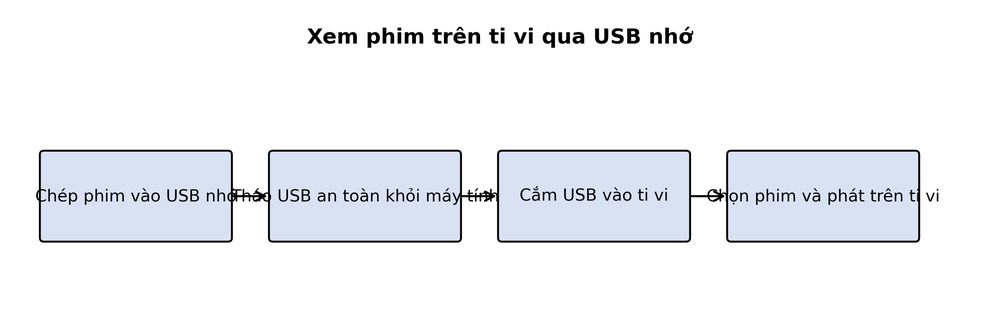 Xem phim trên ti vi qua USB nhớ
Chép phim vào USB nhớ
Tháo USB an toàn khỏi máy tính
Cắm USB vào ti vi
Chọn phim và phát trên ti vi